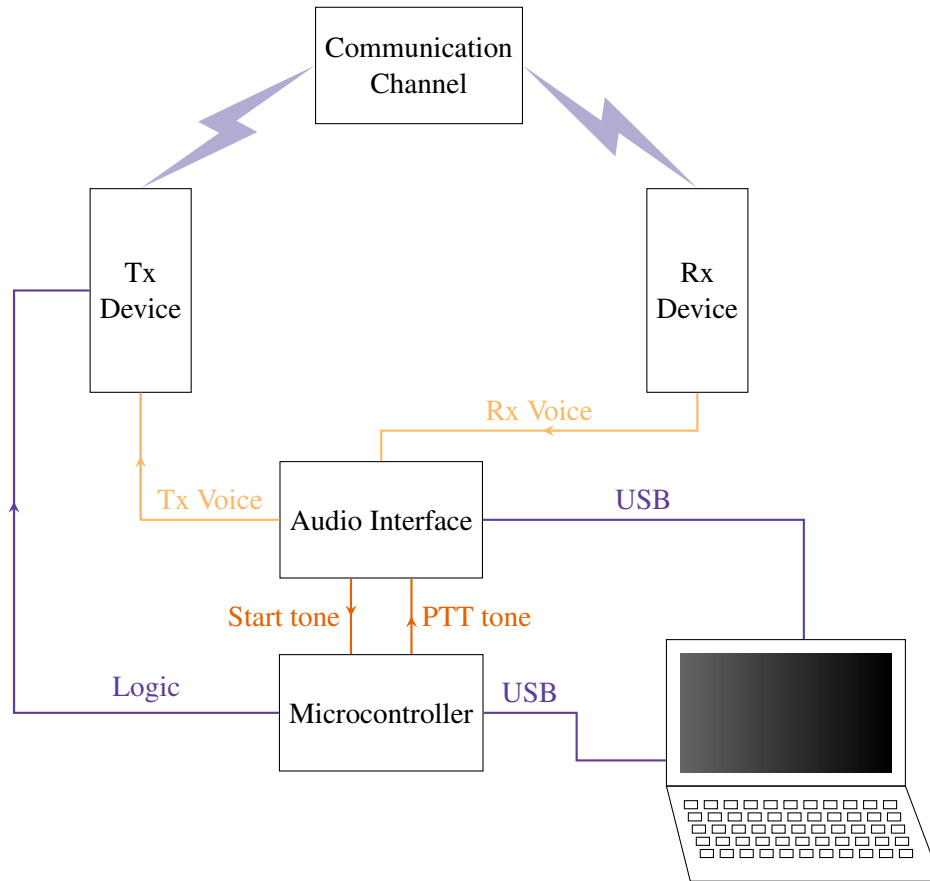 Communication
Channel
Tx
Device
Rx
Device
Rx Voice
Tx Voice
Audio Interface
USB
Start tone
PTT tone
Logic
Microcontroller
USB